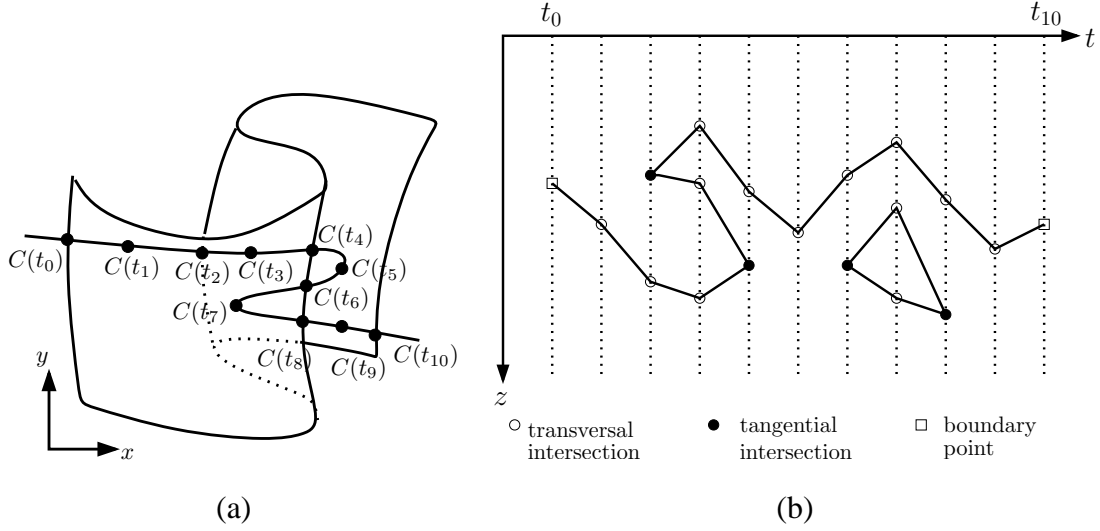 t_0
t_10
t
C(t_4)
C(t_0)
C(t_1)
C(t_2)
C(t_3)
C(t_5)
C(t_6)
C(t_7)
C(t_8)
C(t_9)
C(t_10)
y
x
z
transversal
intersection
tangential
intersection
boundary
point
(a)
(b)